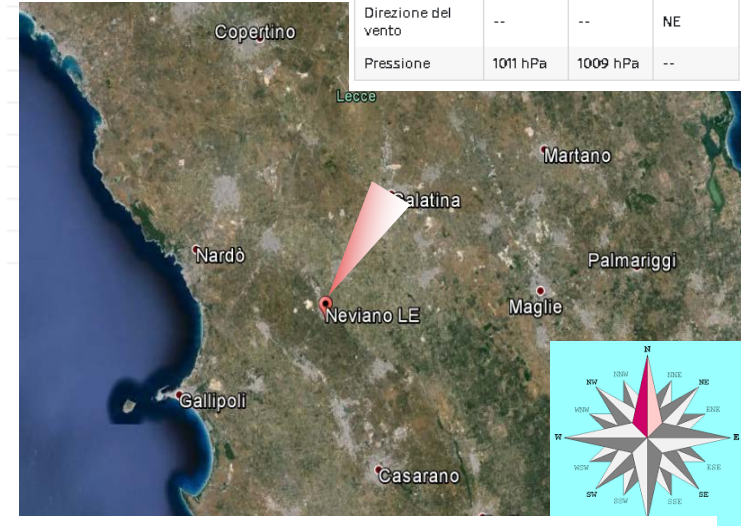 Direzione del vento -- -- NE
Pressione 1011 hPa 1009 hPa --
Copertino
Lecce
Martano
Galatina
Nardò
Palmariggi
Neviano LE
Maglie
Gallipoli
Casarano
N
NNW NNE
NW NE
WNW ENE
W E
WSW ESE
SW SE
SSW SSE